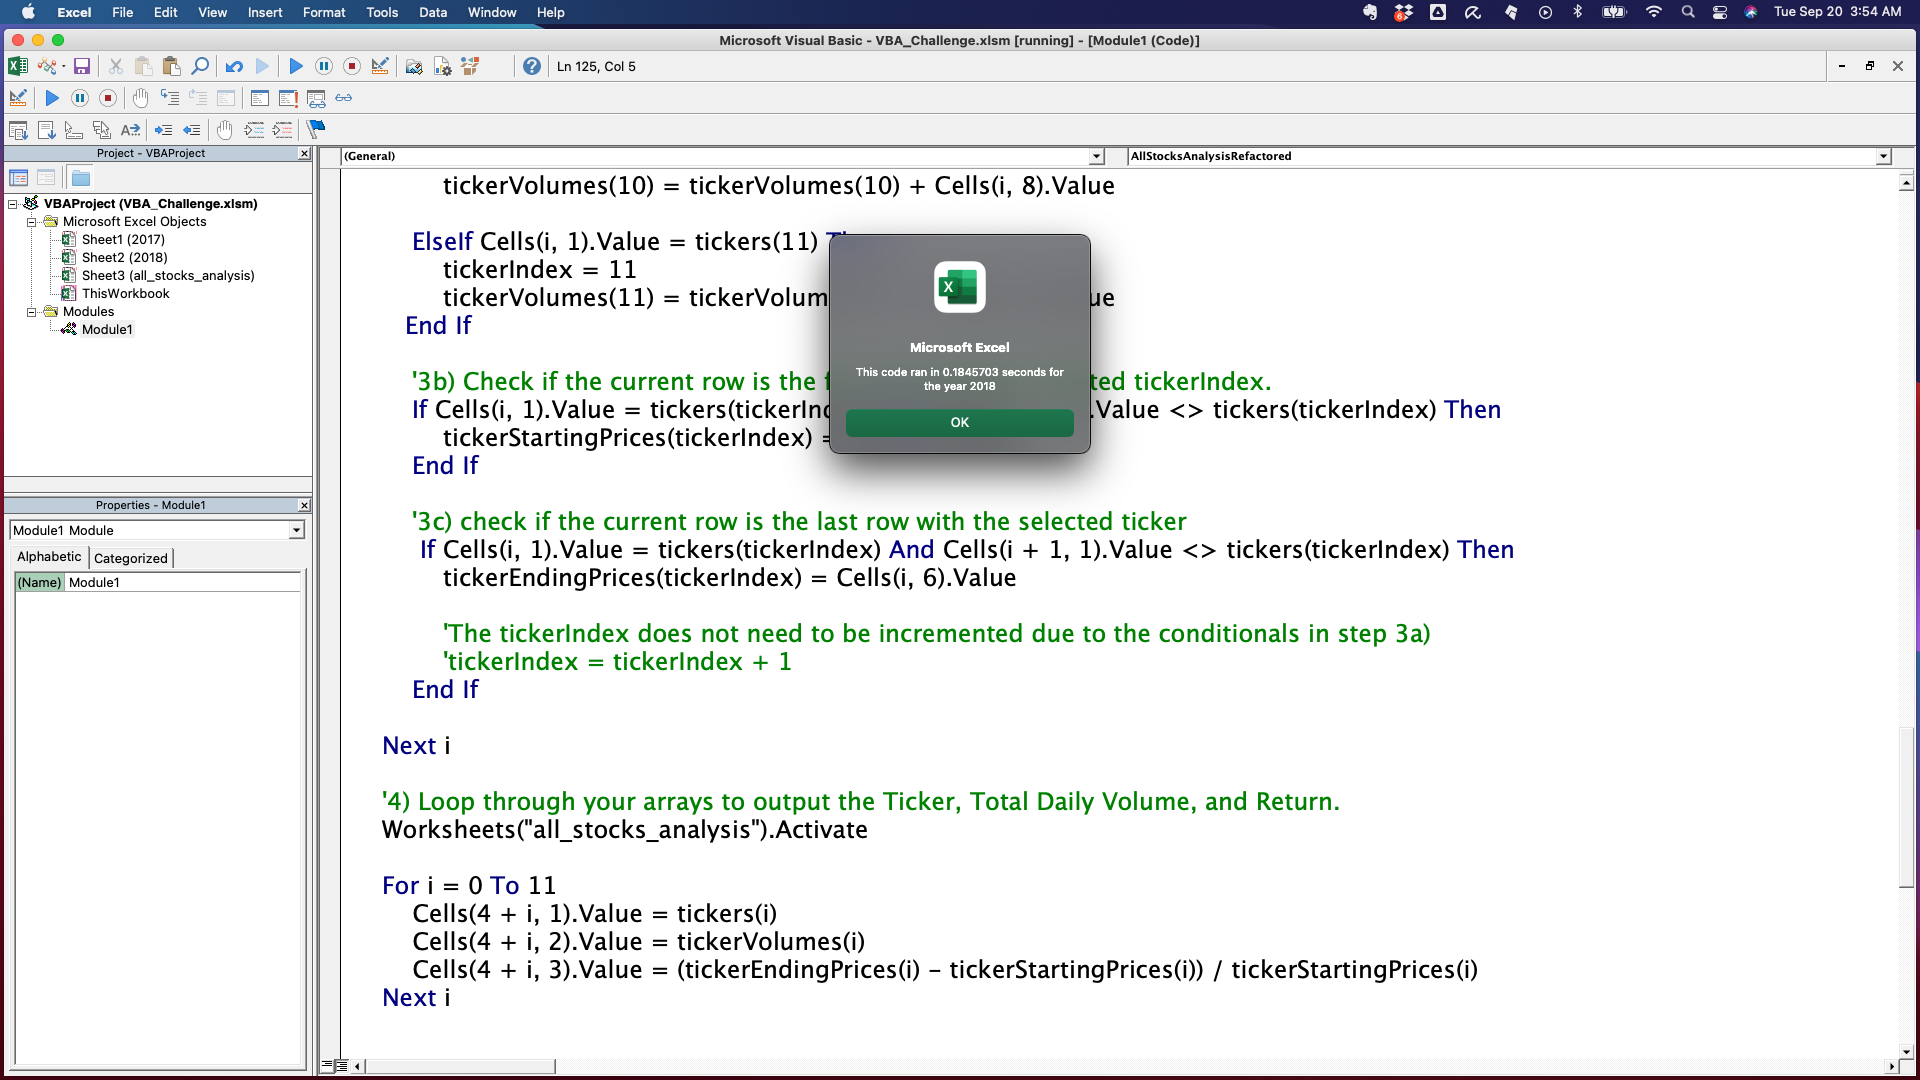 Excel File Edit View Insert Format Tools Data Window Help
6
Tue Sep 20 3:54 AM
Microsoft Visual Basic - VBA_Challenge.xlsm [running] - [Module1 (Code)]
Ln 125, Col 5
Project - VBAProject
(General)
AllStocksAnalysisRefactored
VBAProject (VBA_Challenge.xlsm)
Microsoft Excel Objects
Sheet1 (2017)
Sheet2 (2018)
Sheet3 (all_stocks_analysis)
ThisWorkbook
Modules
Module1
Properties - Module1
Module1 Module
Alphabetic Categorized
(Name) Module1
tickerVolumes(10) = tickerVolumes(10) + Cells(i, 8).Value
ElseIf Cells(i, 1).Value = tickers(11)
tickerIndex = 11
tickerVolumes(11) = tickerVolum ue
End If
'3b) Check if the current row is the ted tickerIndex.
If Cells(i, 1).Value = tickers(tickerInd .Value <> tickers(tickerIndex) Then
tickerStartingPrices(tickerIndex) =
End If
'3c) check if the current row is the last row with the selected ticker
If Cells(i, 1).Value = tickers(tickerIndex) And Cells(i + 1, 1).Value <> tickers(tickerIndex) Then
tickerEndingPrices(tickerIndex) = Cells(i, 6).Value
'The tickerIndex does not need to be incremented due to the conditionals in step 3a)
'tickerIndex = tickerIndex + 1
End If
Next i
'4) Loop through your arrays to output the Ticker, Total Daily Volume, and Return.
Worksheets("all_stocks_analysis").Activate
For i = 0 To 11
Cells(4 + i, 1).Value = tickers(i)
Cells(4 + i, 2).Value = tickerVolumes(i)
Cells(4 + i, 3).Value = (tickerEndingPrices(i) - tickerStartingPrices(i)) / tickerStartingPrices(i)
Next i
Microsoft Excel
This code ran in 0.1845703 seconds for
the year 2018
OK